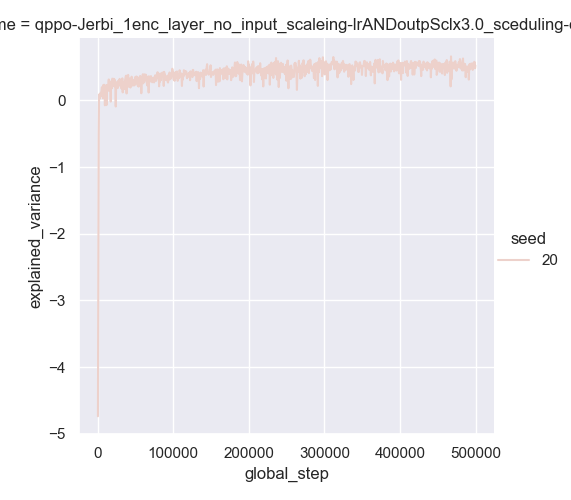 me = qppo-Jerbi_1enc_layer_no_input_scaleing-lrANDoutpSclx3.0_sceduling-
0
−1
−2
−3
−4
−5
explained_variance
0 100000 200000 300000 400000 500000
global_step
seed
20